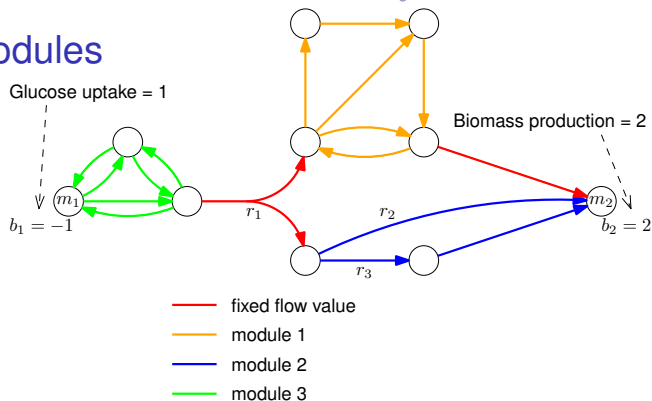 odules
Glucose uptake = 1
Biomass production = 2
m₁
b₁ = −1
r₁
r₂
r₃
m₂
b₂ = 2
fixed flow value
module 1
module 2
module 3